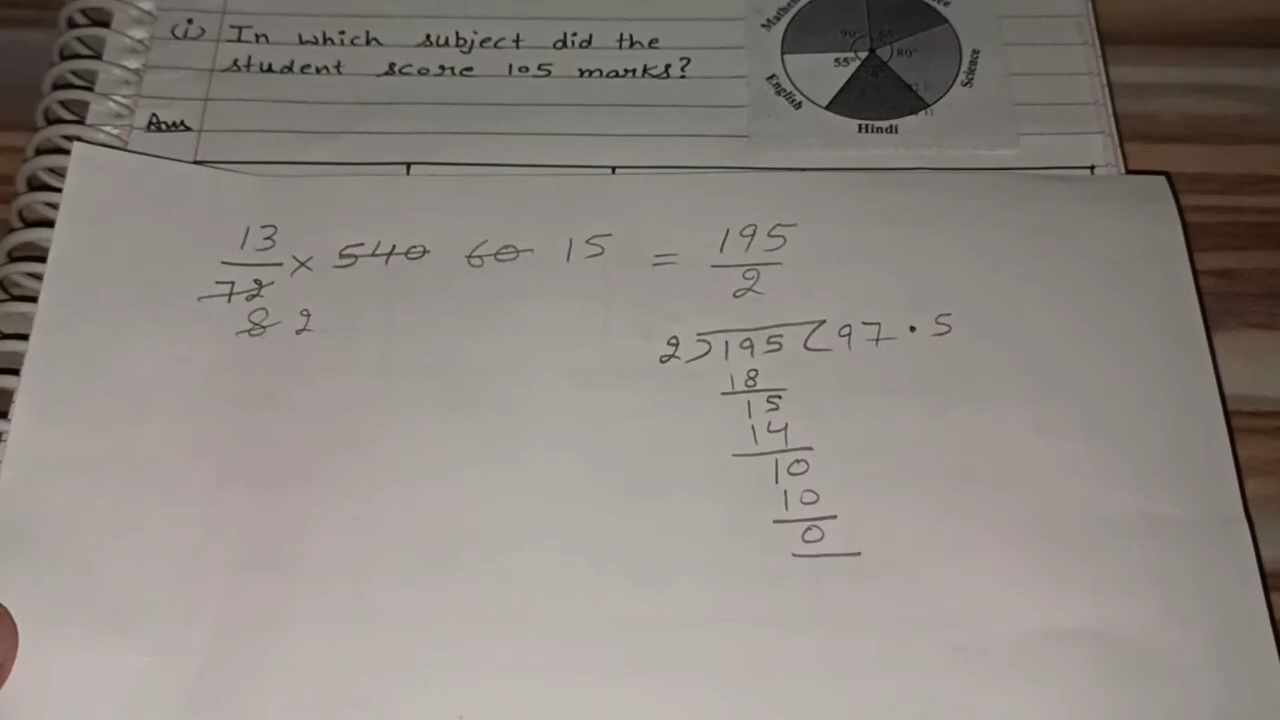 (i) In which subject did the
student score 105 marks?
Ans
90°
80°
55°
English
Science
Hindi
13/72 × 540 60 15 = 195/2
8 2
2)195(97.5
18
15
14
10
10
0